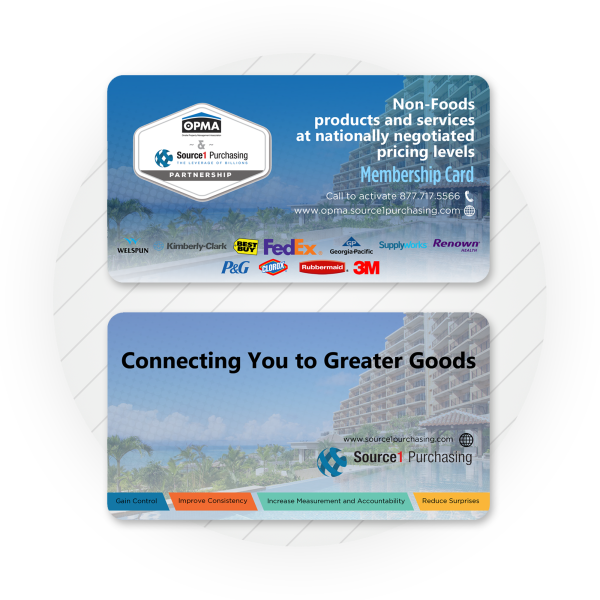 OPMA
- & -
Source1 Purchasing
THE LEVERAGE OF BILLIONS
PARTNERSHIP
Non-Foods
products and services
at nationally negotiated
pricing levels
Membership Card
Call to activate 877.717.5566
www.opma.source1purchasing.com
WELSPUN
Kimberly-Clark
BEST BUY
FedEx
GP
Georgia-Pacific
Supplyworks
Renown
HEALTH
P&G
CLOROX
Rubbermaid
3M
Connecting You to Greater Goods
www.source1purchasing.com
Source1 Purchasing
Gain Control
Improve Consistency
Increase Measurement and Accountability
Reduce Surprises